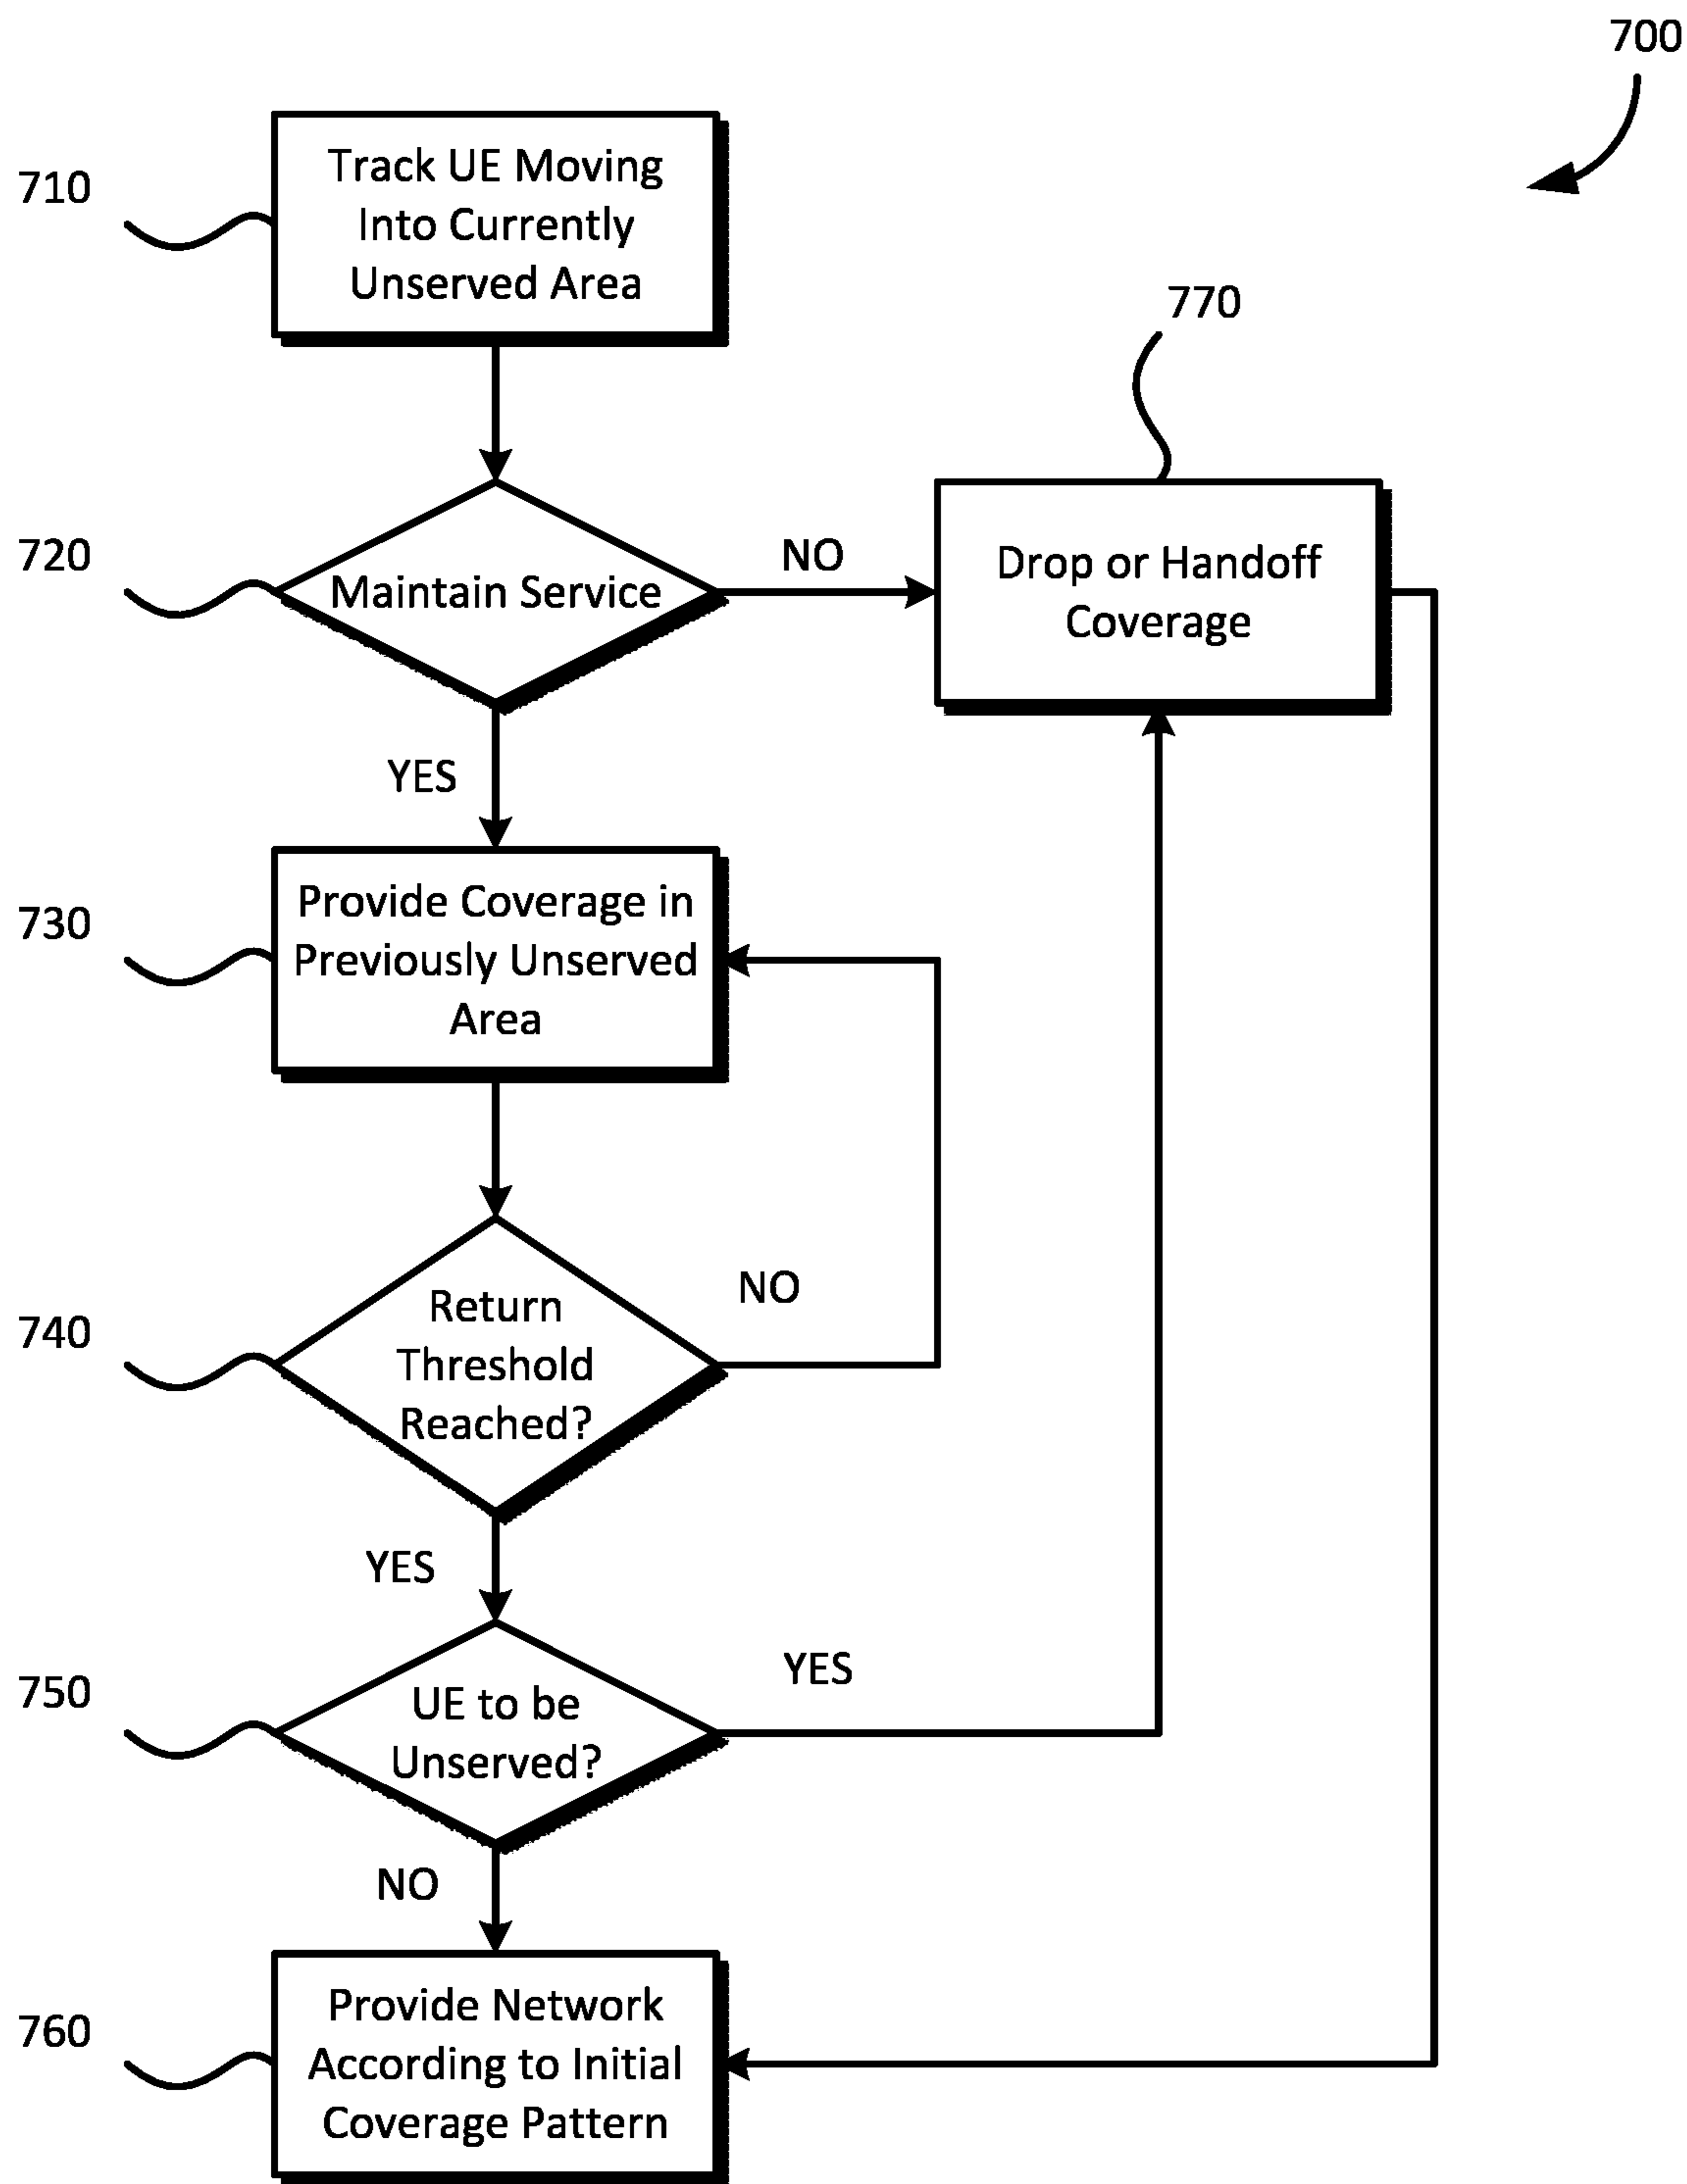 700
710
Track UE Moving
Into Currently
Unserved Area
770
720
Maintain Service
NO
Drop or Handoff
Coverage
YES
730
Provide Coverage in
Previously Unserved
Area
740
Return
Threshold
Reached?
NO
YES
750
UE to be
Unserved?
YES
NO
760
Provide Network
According to Initial
Coverage Pattern